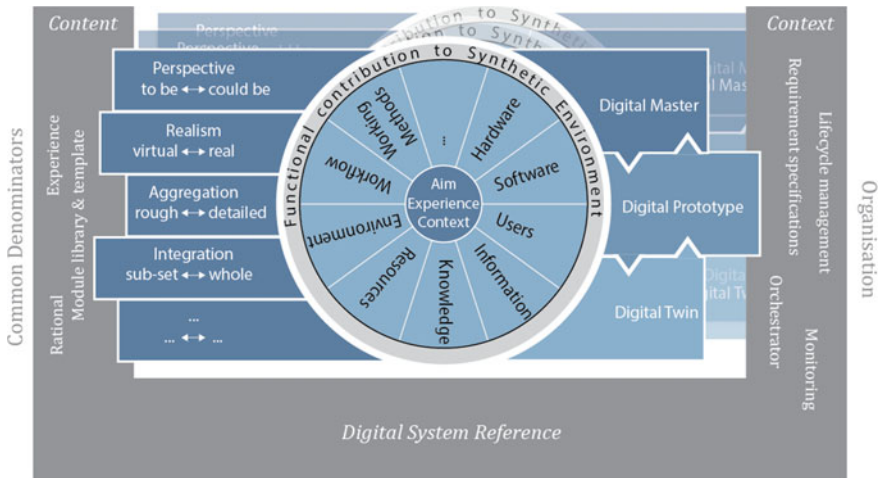 Content
Context
Perspective
to be ↔ could be
Realism
virtual ↔ real
Aggregation
rough ↔ detailed
Integration
sub-set ↔ whole
...
... ↔ ...
Common Denominators
Experience
Rational
Module library & template
Functional contribution to Synthetic Environment
Working
Methods
...
Hardware
Software
Users
Information
Knowledge
Resources
Environment
Workflow
Aim
Experience
Context
Digital Master
Digital Prototype
Digital Twin
Requirement specifications
Lifecycle management
Orchestrator
Monitoring
Organisation
Digital System Reference